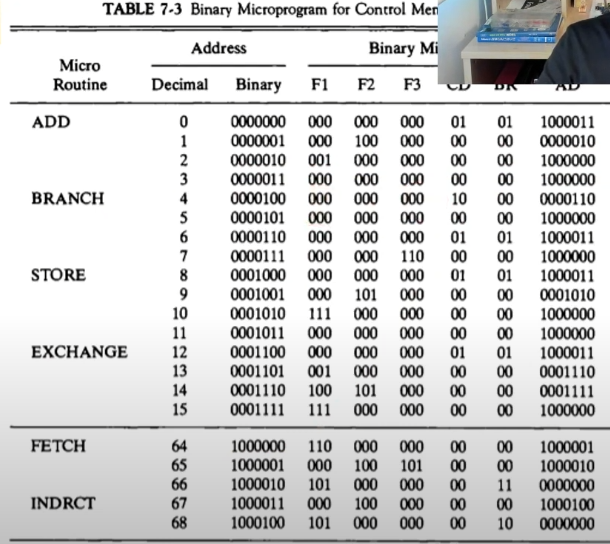 TABLE 7-3 Binary Microprogram for Control
Address Binary
Micro
Routine Decimal Binary F1 F2 F3 CD BR AD
ADD 0 0000000 000 000 000 01 01 1000011
1 0000001 000 100 000 00 00 0000010
2 0000010 001 000 000 00 00 1000000
3 0000011 000 000 000 00 00 1000000
BRANCH 4 0000100 000 000 000 10 00 0000110
5 0000101 000 000 000 00 00 1000000
6 0000110 000 000 000 01 01 1000011
7 0000111 000 000 110 00 00 1000000
STORE 8 0001000 000 000 000 01 01 1000011
9 0001001 000 101 000 00 00 0001010
10 0001010 111 000 000 00 00 1000000
11 0001011 000 000 000 00 00 1000000
EXCHANGE 12 0001100 000 000 000 01 01 1000011
13 0001101 001 000 000 00 00 0001110
14 0001110 100 101 000 00 00 0001111
15 0001111 111 000 000 00 00 1000000
FETCH 64 1000000 110 000 000 00 00 1000001
65 1000001 000 100 101 00 00 1000010
66 1000010 101 000 000 00 11 0000000
INDRCT 67 1000011 000 100 000 00 00 1000100
68 1000100 101 000 000 00 10 0000000